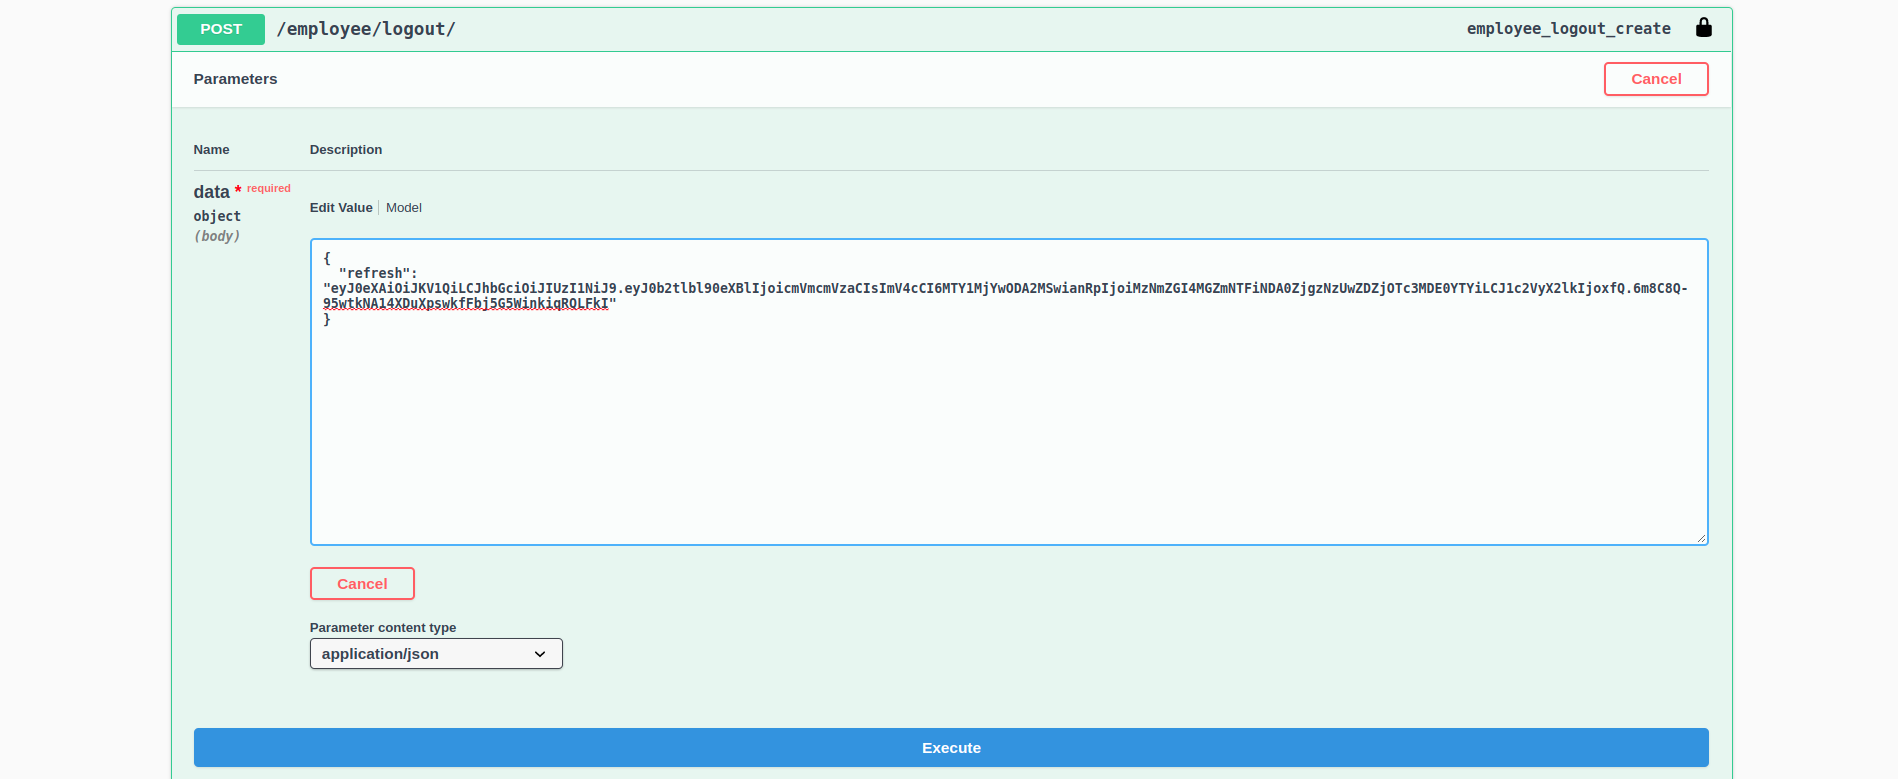 POST /employee/logout/ employee_logout_create
Parameters Cancel
Name Description
data * required
object
(body)
Edit Value Model
{
"refresh":
"eyJ0eXAiOiJKV1QiLCJhbGciOiJIUzI1NiJ9.eyJ0b2tlbl90eXBlIjoicmVmcmVzaCIsImV4cCI6MTY1MjYwODA2MSwianRpIjoiMzNmZGI4MGZmNTFiNDA0ZjgzNzUwZDZjOTc3MDE0YTYiLCJ1c2VyX2lkIjoxfQ.6m8C8Q-
95wtkNA14XDuXpswkfFbj5G5WinkiqRQLFkI"
}
Cancel
Parameter content type
application/json
Execute